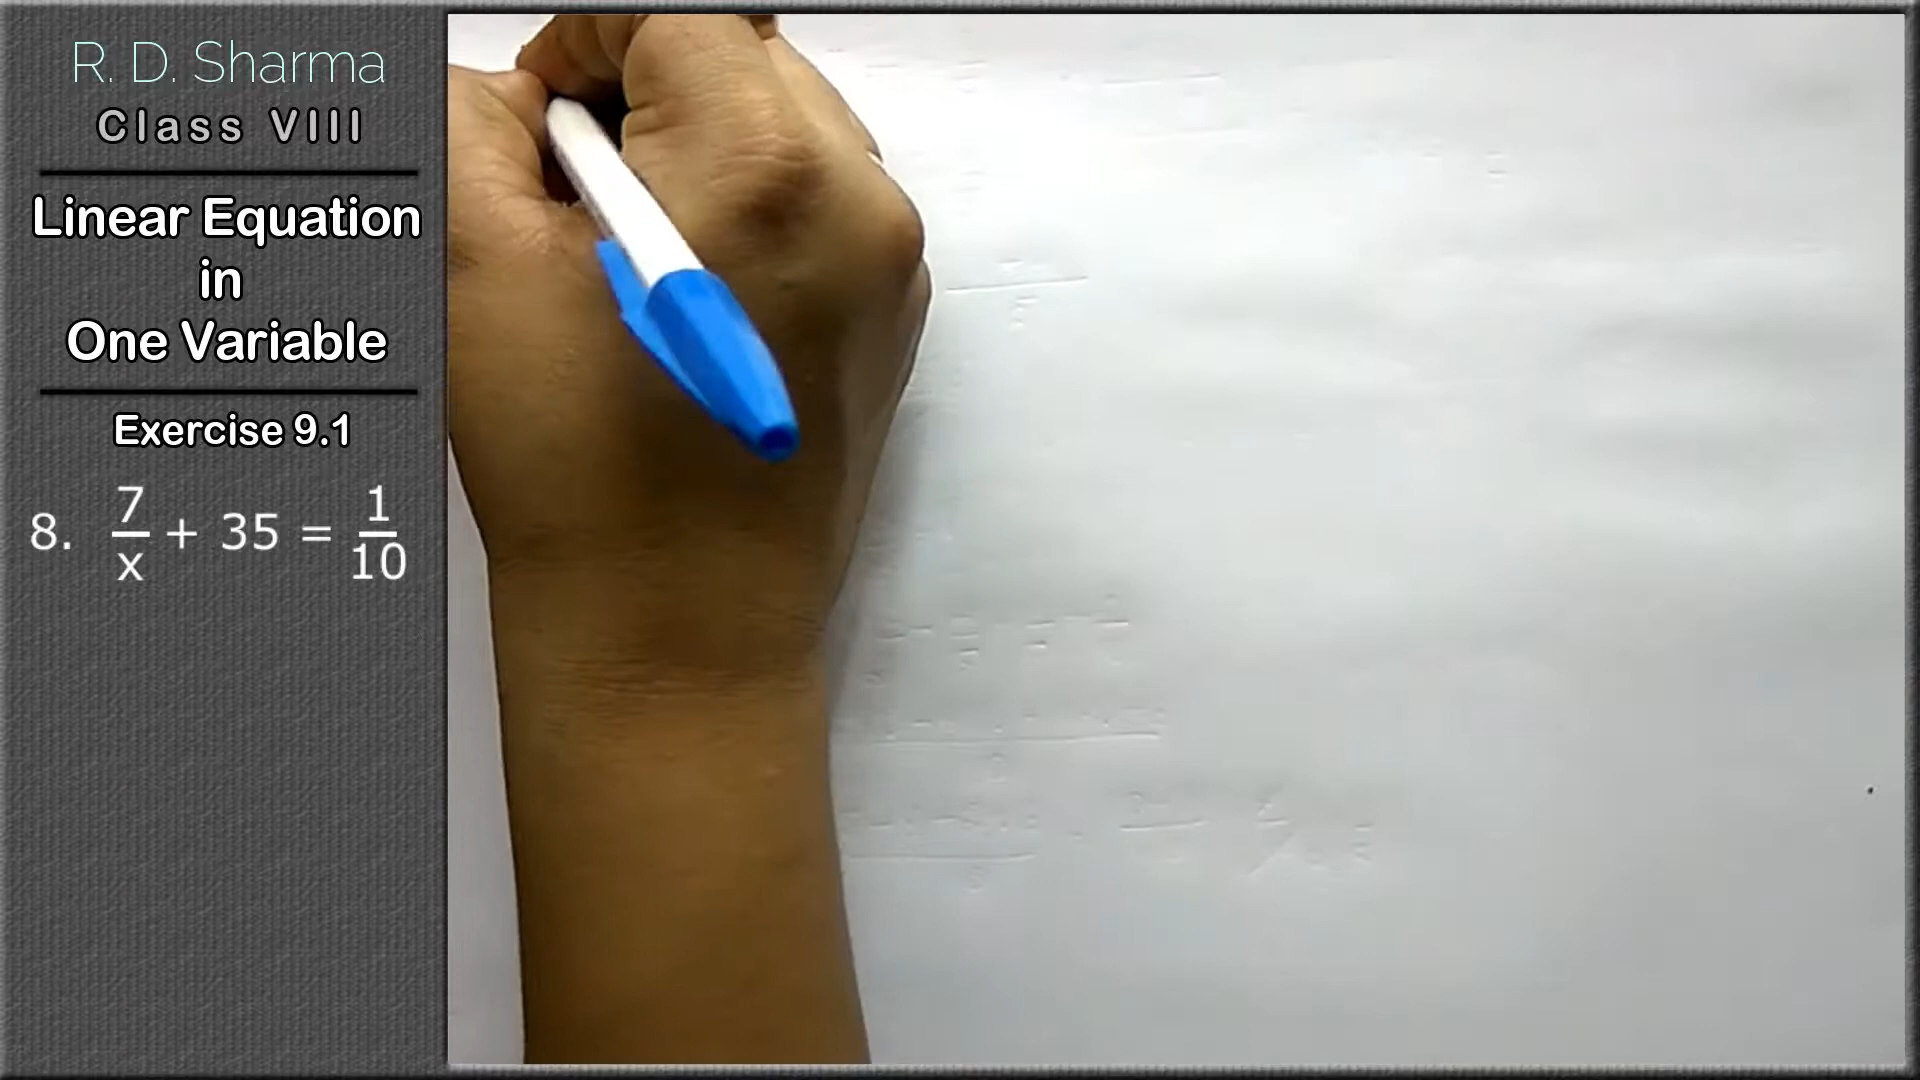 R. D. Sharma
Class VIII
Linear Equation
in
One Variable
Exercise 9.1
8. 7/x + 35 = 1/10